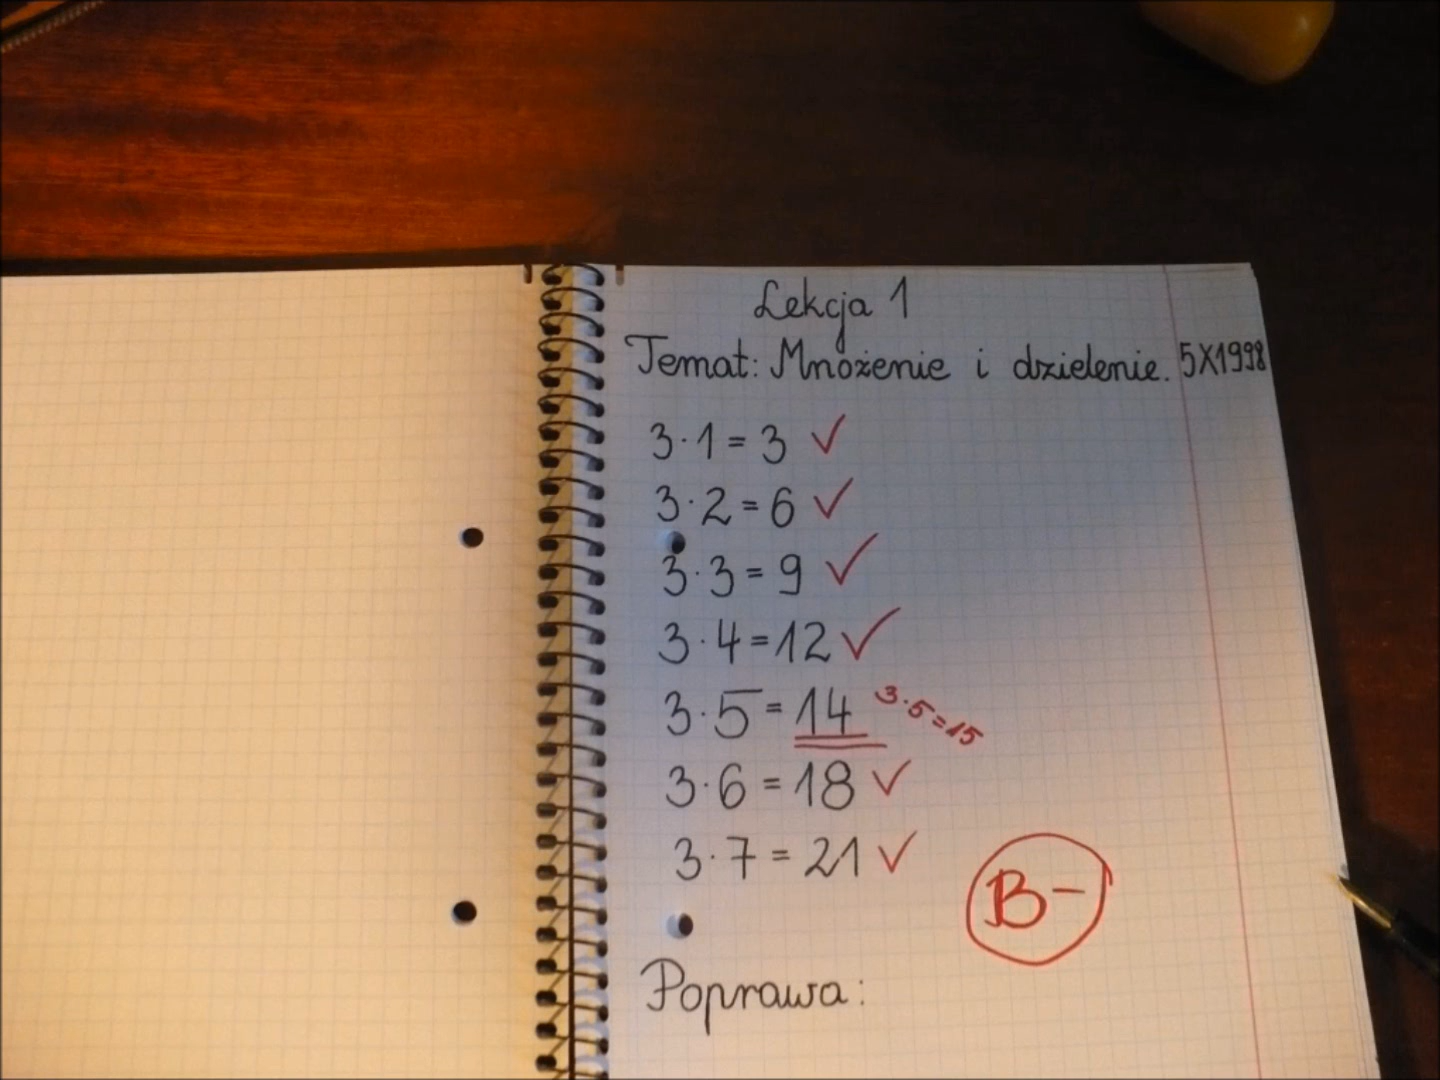 Lekcja 1
Temat: Mnożenie i dzielenie. 5X1998
3·1=3 ✓
3·2=6 ✓
3·3=9 ✓
3·4=12 ✓
3·5=14 3·5=15
3·6=18 ✓
3·7=21 ✓
B-
Poprawa: